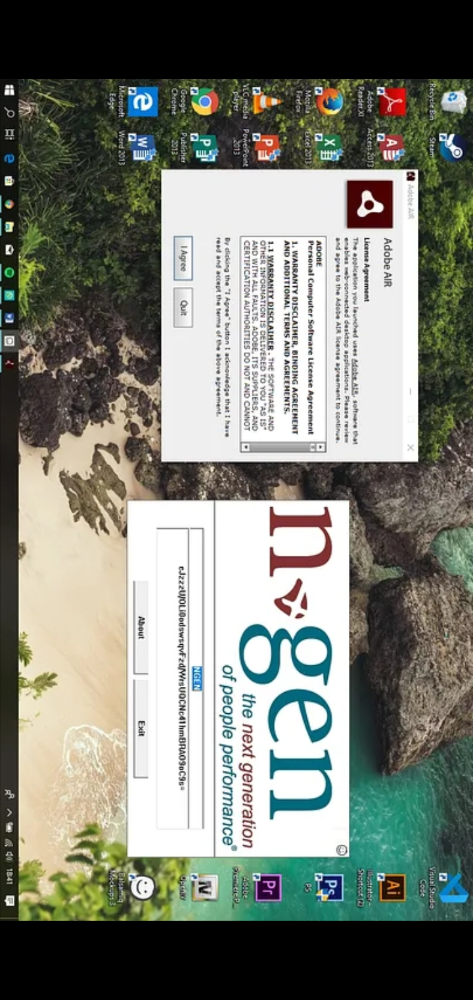 Recycle Bin
Steam
Adobe Reader XI
Access 2013
Mozilla Firefox
Excel 2013
VLC media player
PowerPoint 2013
Google Chrome
Publisher 2013
Microsoft Edge
Word 2013
Adobe AIR
Adobe AIR
License Agreement
The application you launched uses Adobe AIR, software that
enables web-connected desktop applications. Please review
and agree to the Adobe AIR license agreement to continue.
ADOBE
Personal Computer Software License Agreement
1. WARRANTY DISCLAIMER, BINDING AGREEMENT
AND ADDITIONAL TERMS AND AGREEMENTS.
1.1 WARRANTY DISCLAIMER. THE SOFTWARE AND
OTHER INFORMATION IS DELIVERED TO YOU "AS IS"
AND WITH ALL FAULTS. ADOBE, ITS SUPPLIERS, AND
CERTIFICATION AUTHORITIES DO NOT AND CANNOT
By clicking the "I Agree" button I acknowledge that I have
read and accept the terms of the above agreement.
I Agree Quit
n gen
the next generation
of people performance®
NGEN
About Exit
Visual Studio Code
Ai
Illustrator - Shortcut (2)
Ps
PS
Pr
Adobe Premiere P...
N
Balsamiq Mockups 3
18:41